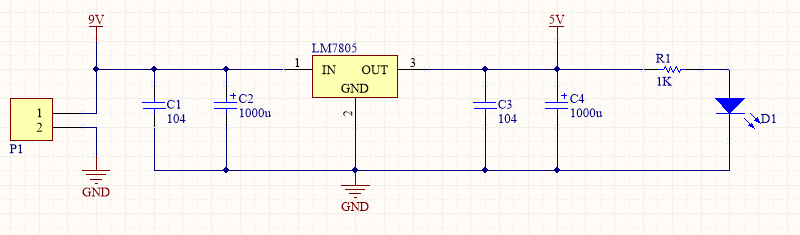 9V
5V
LM7805
1
IN
OUT
3
GND
2
R1
1K
C1
104
C2
1000u
C3
104
C4
1000u
1
2
P1
D1
GND
GND